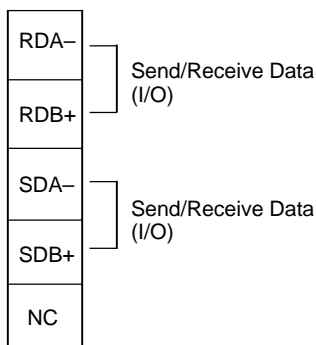 RDA–
Send/Receive Data
(I/O)
RDB+
SDA–
Send/Receive Data
(I/O)
SDB+
NC